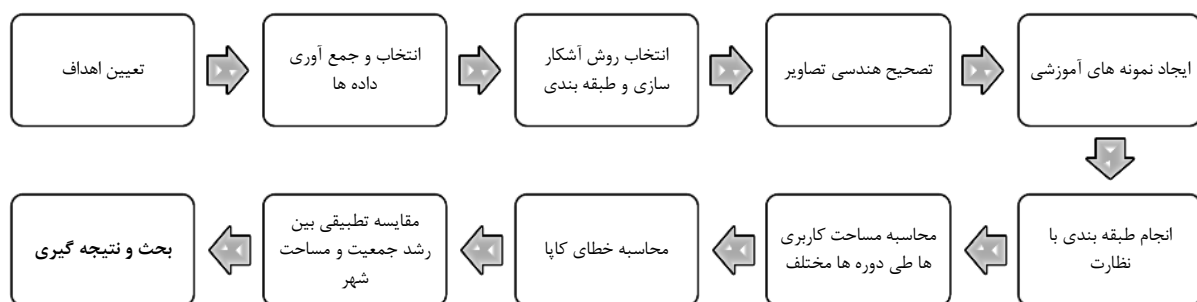 تعیین اهداف
انتخاب و جمع آوری
داده ها
انتخاب روش آشکار
سازی و طبقه بندی
تصحیح هندسی تصاویر
ایجاد نمونه های آموزشی
انجام طبقه بندی با
نظارت
محاسبه مساحت کاربری
ها طی دوره ها مختلف
محاسبه خطای کاپا
مقایسه تطبیقی بین
رشد جمعیت و مساحت
شهر
بحث و نتیجه گیری